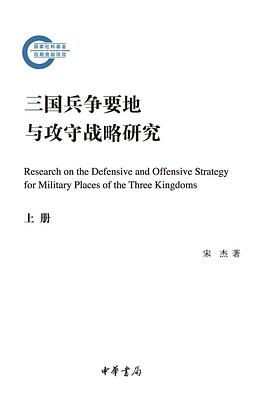 国家社科基金
后期资助项目
三国兵争要地
与攻守战略研究
Research on the Defensive and Offensive Strategy
for Military Places of the Three Kingdoms
上册
宋 杰 著
中華書局